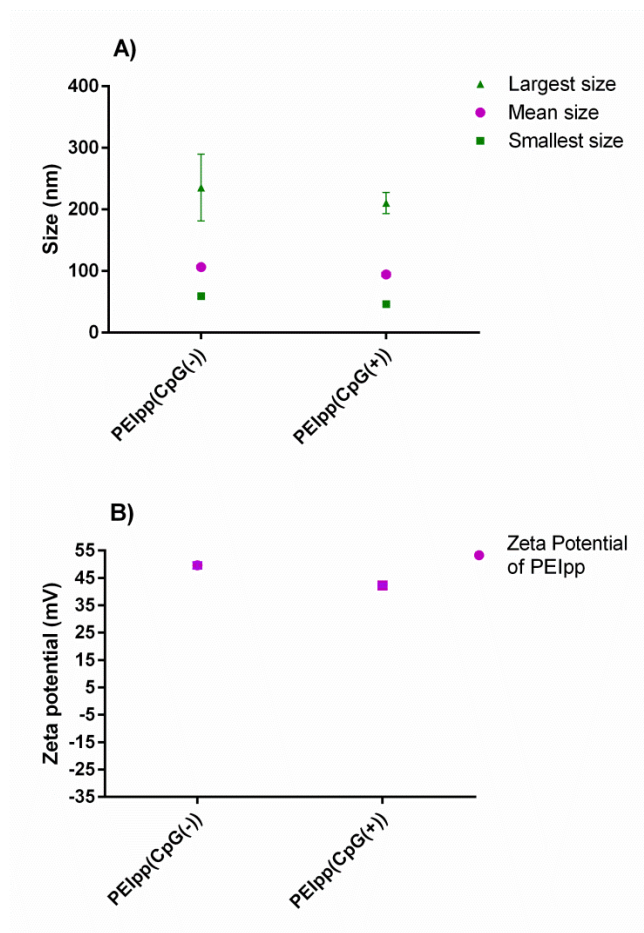 A)
400
300
200
100
0
Size (nm)
Largest size
Mean size
Smallest size
PEIpp(CpG(-))
PEIpp(CpG(+))
B)
55
45
35
25
15
5
-5
-15
-25
-35
Zeta potential (mV)
Zeta Potential
of PEIpp
PEIpp(CpG(-))
PEIpp(CpG(+))